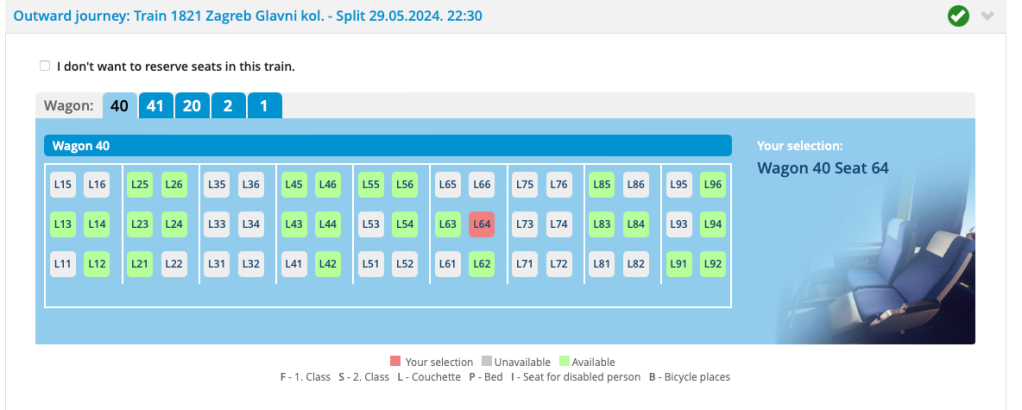 Outward journey: Train 1821 Zagreb Glavni kol. - Split 29.05.2024. 22:30
I don't want to reserve seats in this train.
Wagon: 40 41 20 2 1
Wagon 40
Your selection:
Wagon 40 Seat 64
L15 L16 L25 L26 L35 L36 L45 L46 L55 L56 L65 L66 L75 L76 L85 L86 L95 L96
L13 L14 L23 L24 L33 L34 L43 L44 L53 L54 L63 L64 L73 L74 L83 L84 L93 L94
L11 L12 L21 L22 L31 L32 L41 L42 L51 L52 L61 L62 L71 L72 L81 L82 L91 L92
Your selection Unavailable Available
F - 1. Class S - 2. Class L - Couchette P - Bed I - Seat for disabled person B - Bicycle places